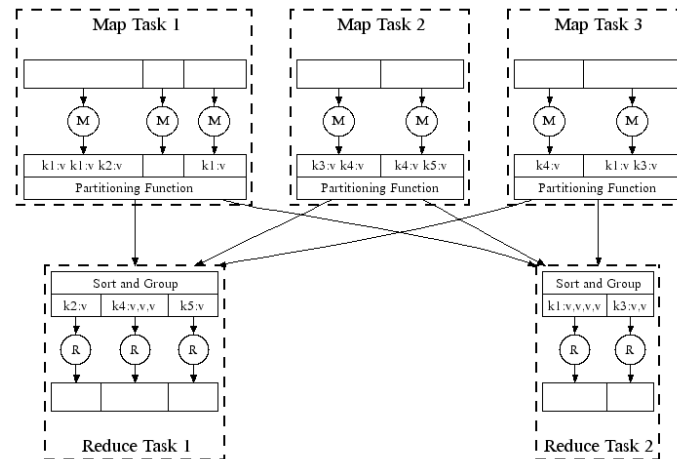 Map Task 1
Map Task 2
Map Task 3
M M M
M M
M M
k1:v k1:v k2:v k1:v
k3:v k4:v k4:v k5:v
k4:v k1:v k3:v
Partitioning Function
Partitioning Function
Partitioning Function
Sort and Group
k2:v k4:v,v,v k5:v
R R R
Reduce Task 1
Sort and Group
k1:v,v,v,v k3:v,v
R R
Reduce Task 2